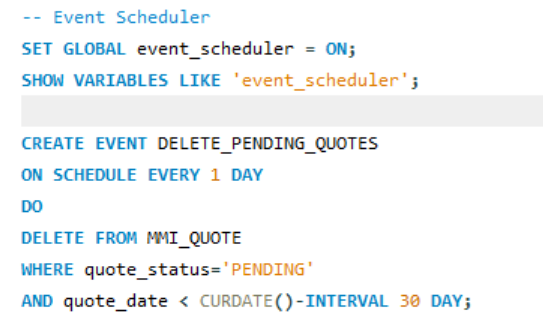 -- Event Scheduler
SET GLOBAL event_scheduler = ON;
SHOW VARIABLES LIKE 'event_scheduler';
CREATE EVENT DELETE_PENDING_QUOTES
ON SCHEDULE EVERY 1 DAY
DO
DELETE FROM MMI_QUOTE
WHERE quote_status='PENDING'
AND quote_date < CURDATE()-INTERVAL 30 DAY;